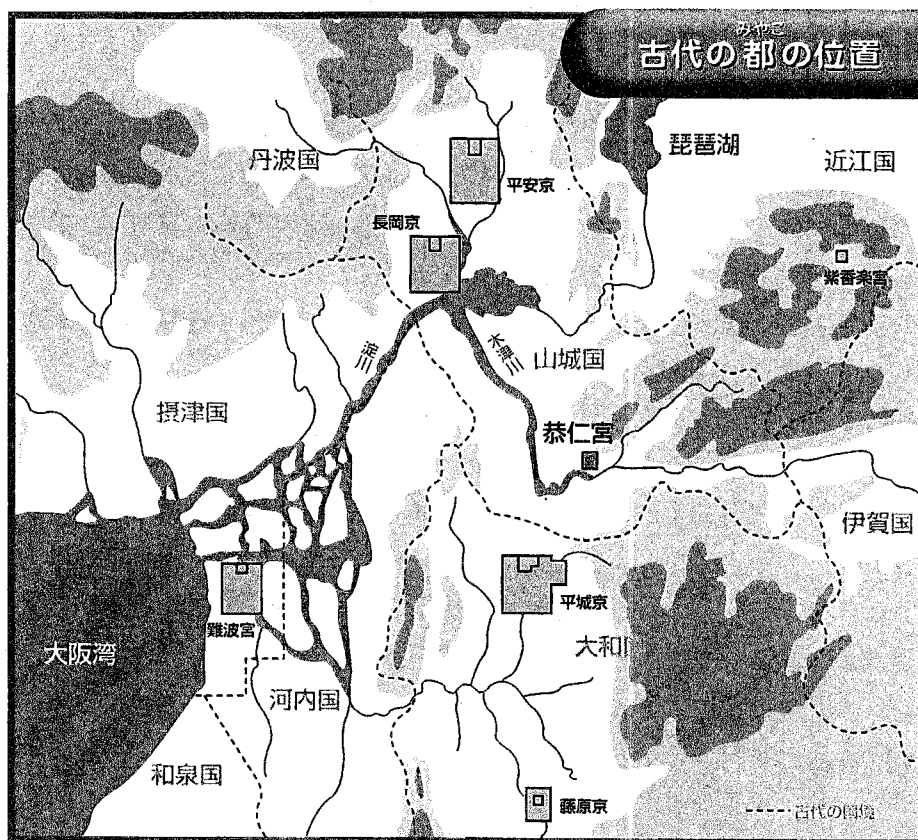 みやこ
古代の都の位置
丹波国
平安京
琵琶湖
近江国
長岡京
紫香楽宮
淀川
木津川
山城国
摂津国
恭仁宮
伊賀国
難波宮
平城京
大阪湾
大和
河内国
和泉国
藤原京
古代の国境